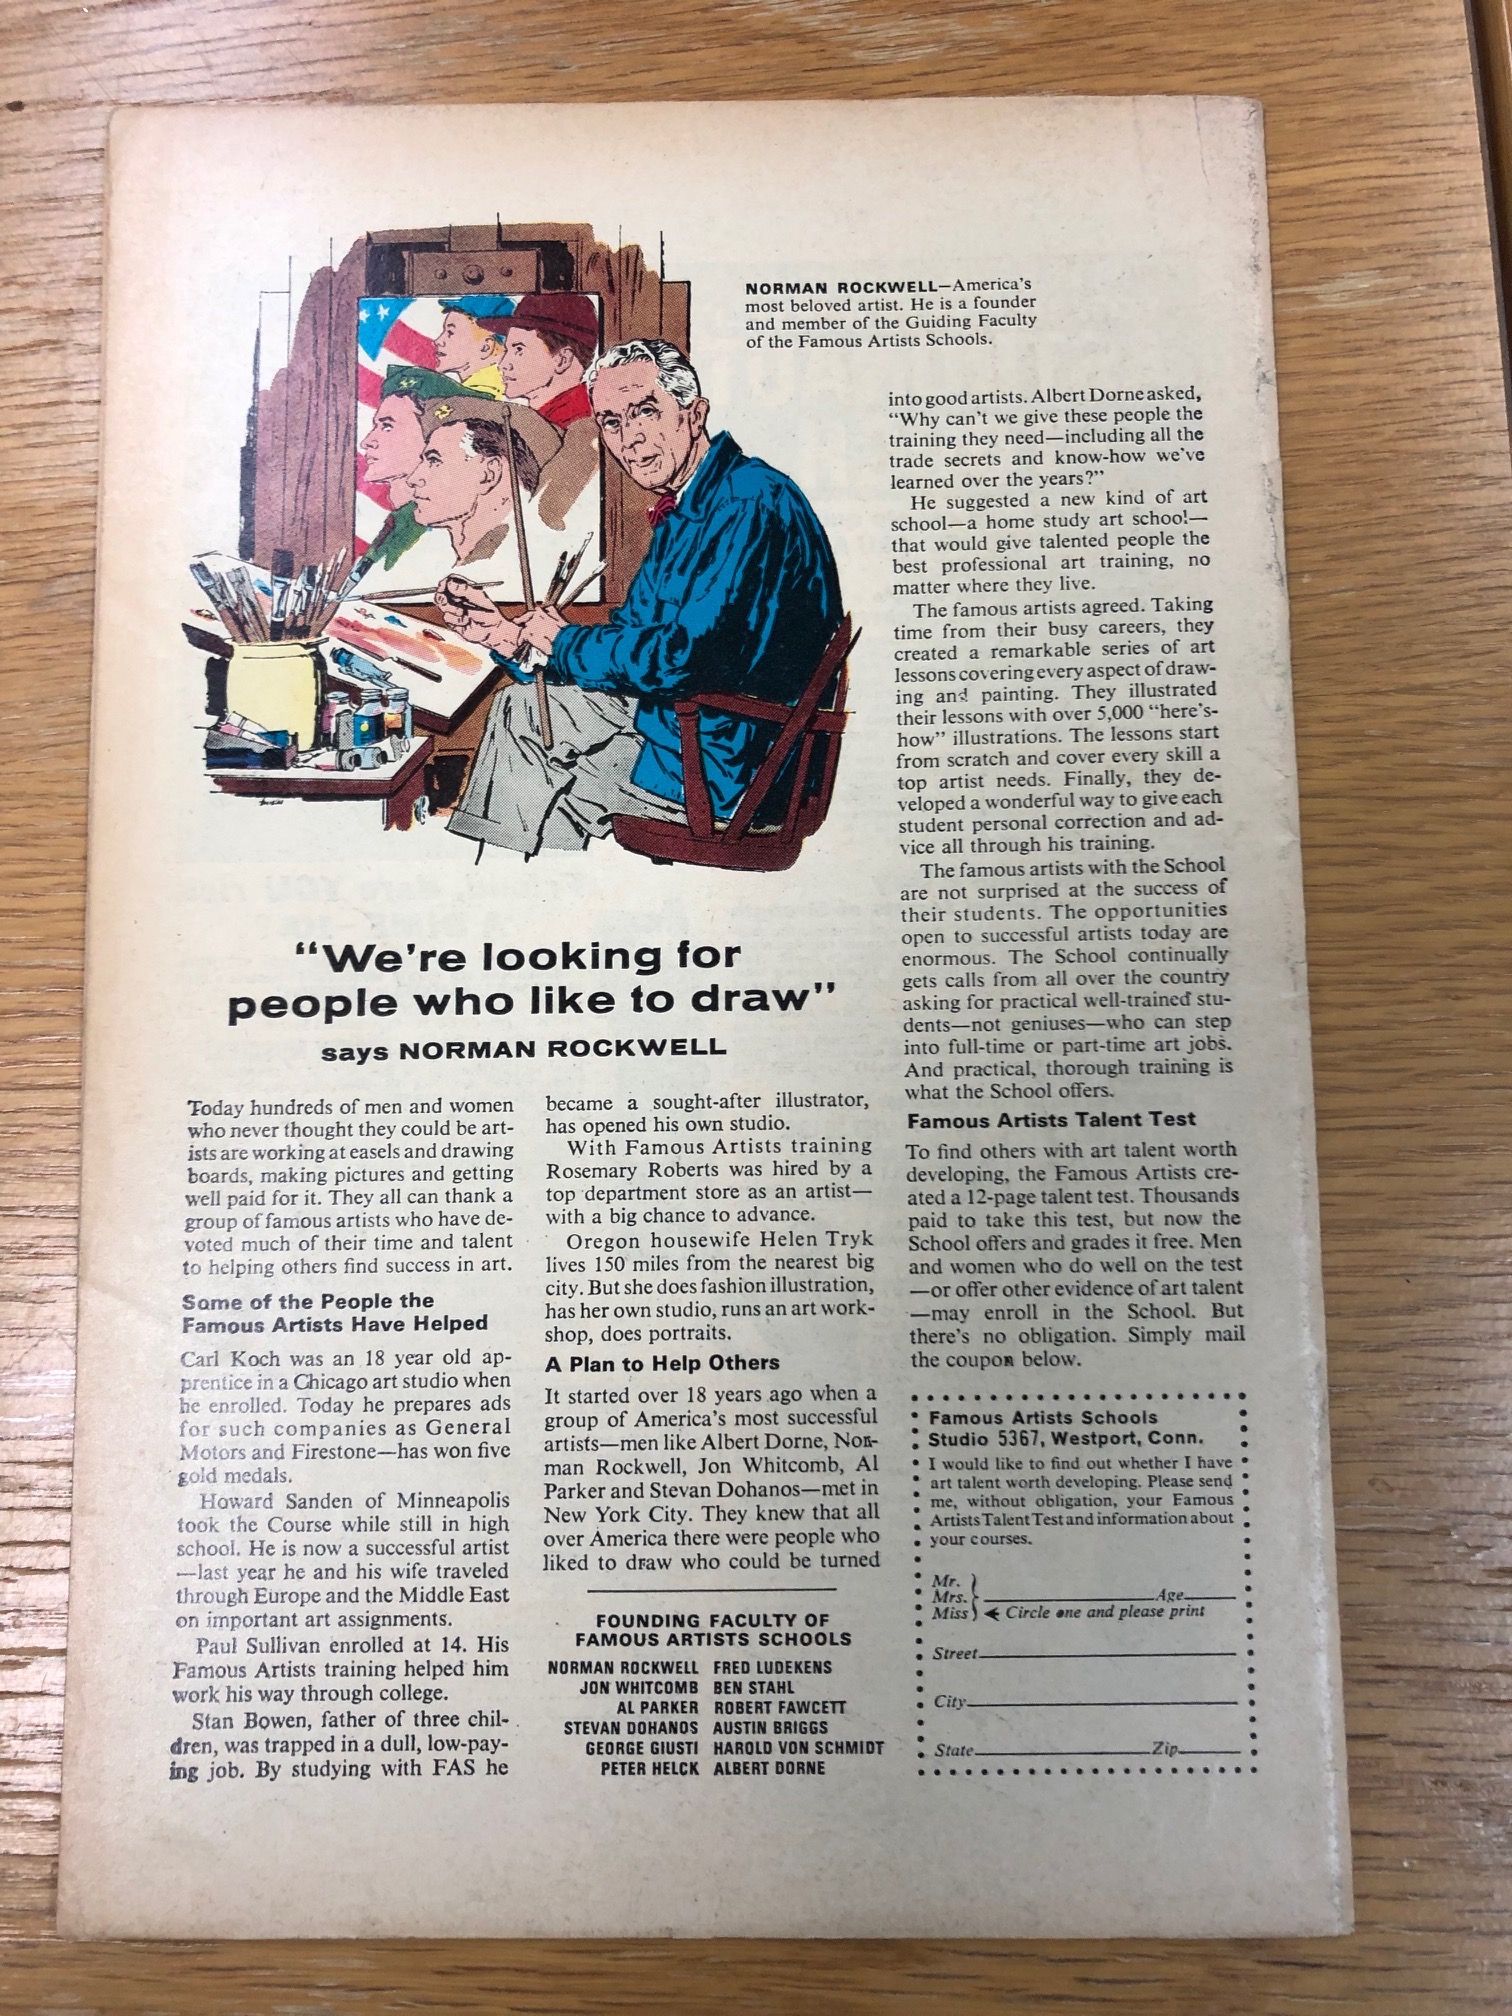 NORMAN ROCKWELL—America's
most beloved artist. He is a founder
and member of the Guiding Faculty
of the Famous Artists Schools.
"We're looking for
people who like to draw"
says NORMAN ROCKWELL
Today hundreds of men and women
who never thought they could be art-
ists are working at easels and drawing
boards, making pictures and getting
well paid for it. They all can thank a
group of famous artists who have de-
voted much of their time and talent
to helping others find success in art.
Some of the People the
Famous Artists Have Helped
Carl Koch was an 18 year old ap-
prentice in a Chicago art studio when
he enrolled. Today he prepares ads
for such companies as General
Motors and Firestone—has won five
gold medals.
Howard Sanden of Minneapolis
took the Course while still in high
school. He is now a successful artist
—last year he and his wife traveled
through Europe and the Middle East
on important art assignments.
Paul Sullivan enrolled at 14. His
Famous Artists training helped him
work his way through college.
Stan Bowen, father of three chil-
dren, was trapped in a dull, low-pay-
ing job. By studying with FAS he
became a sought-after illustrator,
has opened his own studio.
With Famous Artists training
Rosemary Roberts was hired by a
top department store as an artist—
with a big chance to advance.
Oregon housewife Helen Tryk
lives 150 miles from the nearest big
city. But she does fashion illustration,
has her own studio, runs an art work-
shop, does portraits.
A Plan to Help Others
It started over 18 years ago when a
group of America's most successful
artists—men like Albert Dorne, Nor-
man Rockwell, Jon Whitcomb, Al
Parker and Stevan Dohanos—met in
New York City. They knew that all
over America there were people who
liked to draw who could be turned
FOUNDING FACULTY OF
FAMOUS ARTISTS SCHOOLS
NORMAN ROCKWELL FRED LUDEKENS
JON WHITCOMB BEN STAHL
AL PARKER ROBERT FAWCETT
STEVAN DOHANOS AUSTIN BRIGGS
GEORGE GIUSTI HAROLD VON SCHMIDT
PETER HELCK ALBERT DORNE
into good artists. Albert Dorne asked,
"Why can't we give these people the
training they need—including all the
trade secrets and know-how we've
learned over the years?"
He suggested a new kind of art
school—a home study art school—
that would give talented people the
best professional art training, no
matter where they live.
The famous artists agreed. Taking
time from their busy careers, they
created a remarkable series of art
lessons covering every aspect of draw-
ing and painting. They illustrated
their lessons with over 5,000 "here's-
how" illustrations. The lessons start
from scratch and cover every skill a
top artist needs. Finally, they de-
veloped a wonderful way to give each
student personal correction and ad-
vice all through his training.
The famous artists with the School
are not surprised at the success of
their students. The opportunities
open to successful artists today are
enormous. The School continually
gets calls from all over the country
asking for practical well-trained stu-
dents—not geniuses—who can step
into full-time or part-time art jobs.
And practical, thorough training is
what the School offers.
Famous Artists Talent Test
To find others with art talent worth
developing, the Famous Artists cre-
ated a 12-page talent test. Thousands
paid to take this test, but now the
School offers and grades it free. Men
and women who do well on the test
—or offer other evidence of art talent
—may enroll in the School. But
there's no obligation. Simply mail
the coupon below.
Famous Artists Schools
Studio 5367, Westport, Conn.
I would like to find out whether I have
art talent worth developing. Please send
me, without obligation, your Famous
Artists Talent Test and information about
your courses.
Mr.
Mrs. Age
Miss Circle one and please print
Street
City
State Zip